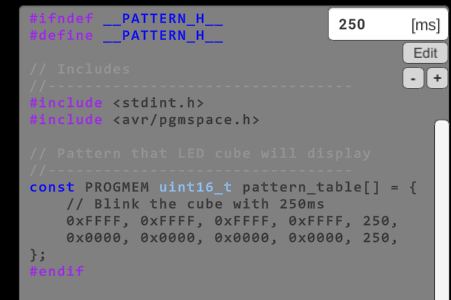 #ifndef __PATTERN_H__
#define __PATTERN_H__
250 [ms]
Edit
- +
// Includes
//---------------------------------
#include <stdint.h>
#include <avr/pgmspace.h>
// Pattern that LED cube will display
//---------------------------------
const PROGMEM uint16_t pattern_table[] = {
// Blink the cube with 250ms
0xFFFF, 0xFFFF, 0xFFFF, 0xFFFF, 250,
0x0000, 0x0000, 0x0000, 0x0000, 250,
};
#endif